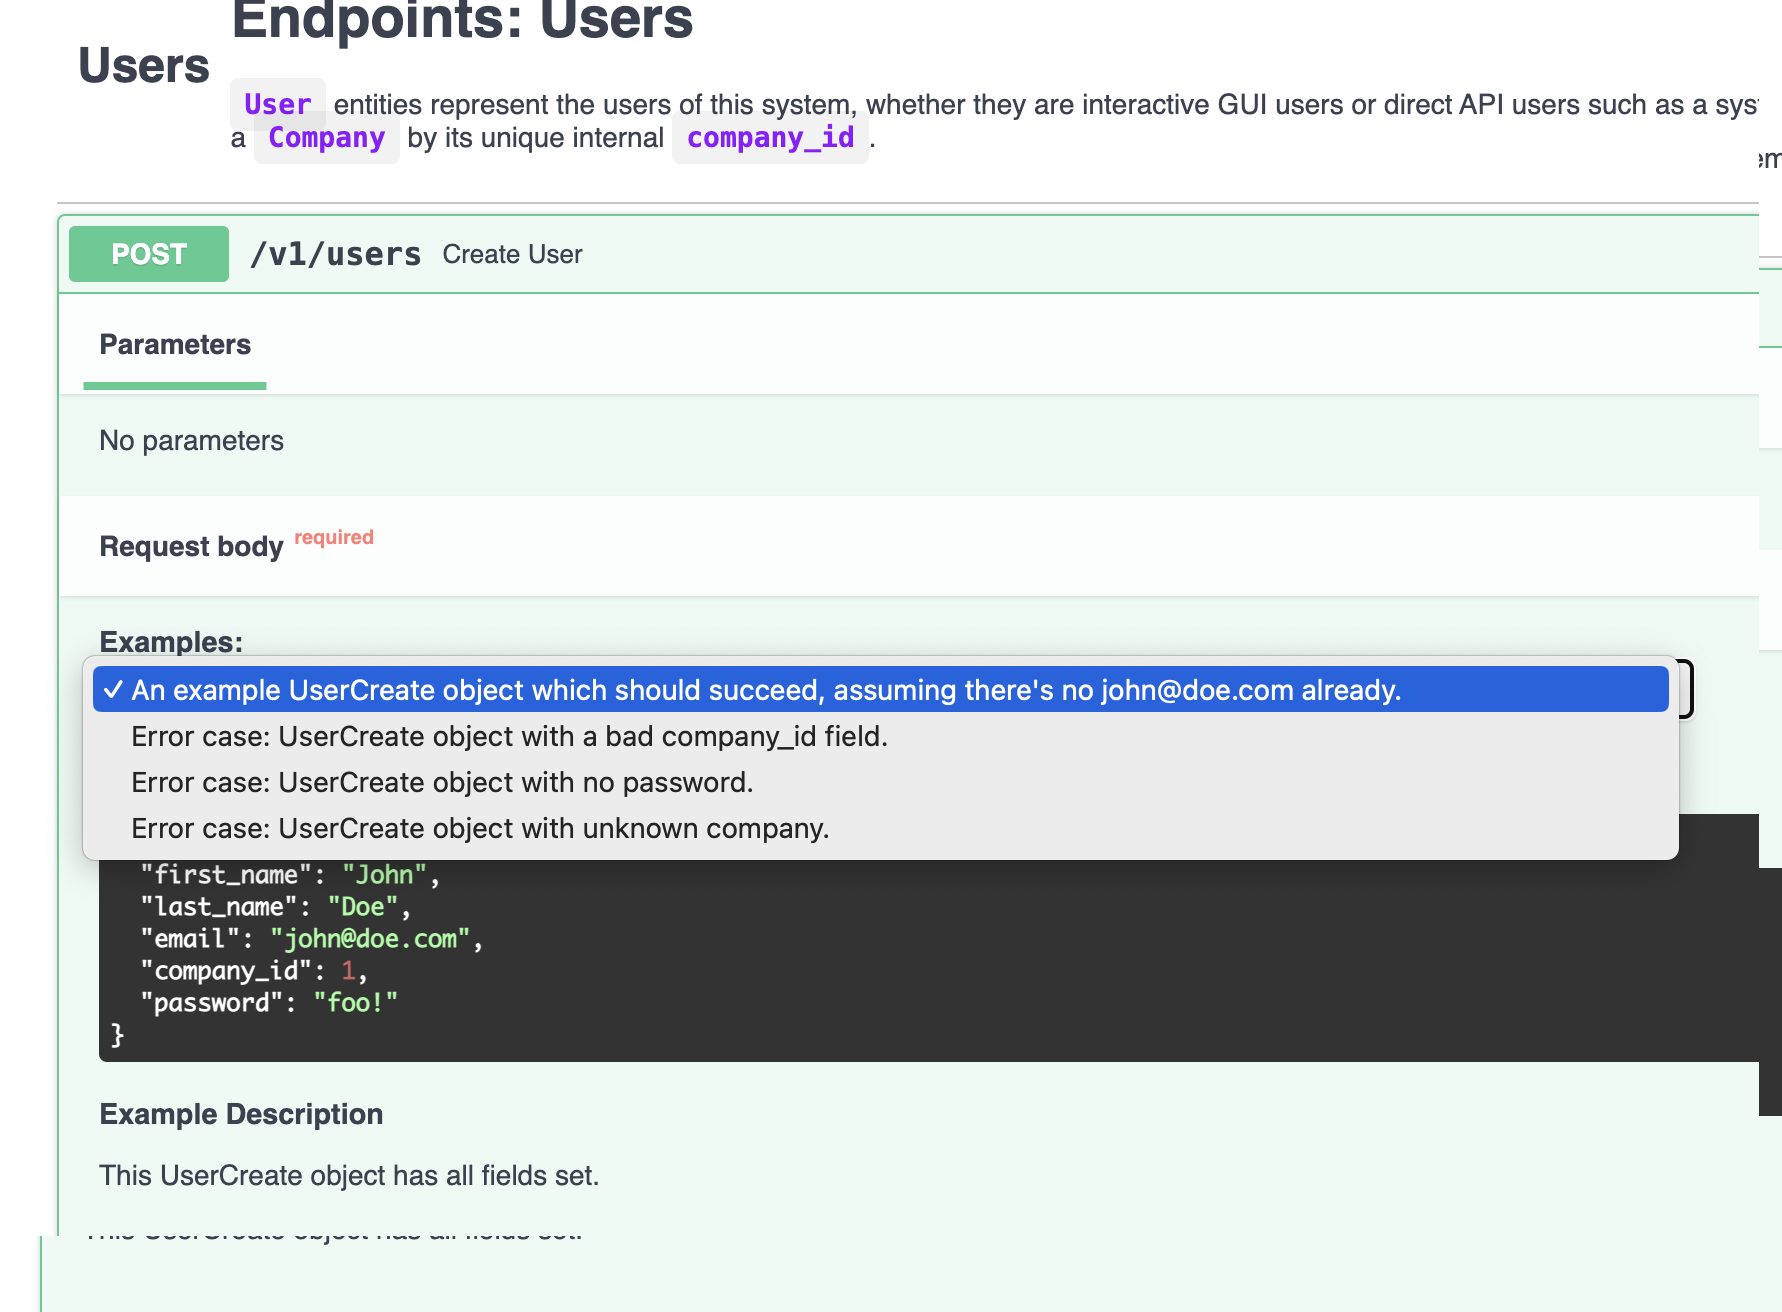 Endpoints: Users
Users
User entities represent the users of this system, whether they are interactive GUI users or direct API users such as a
a Company by its unique internal company_id .
POST /v1/users Create User
Parameters
No parameters
Request body required
Examples:
✓ An example UserCreate object which should succeed, assuming there's no john@doe.com already.
Error case: UserCreate object with a bad company_id field.
Error case: UserCreate object with no password.
Error case: UserCreate object with unknown company.
"first_name": "John",
"last_name": "Doe",
"email": "john@doe.com",
"company_id": 1,
"password": "foo!"
}
Example Description
This UserCreate object has all fields set.